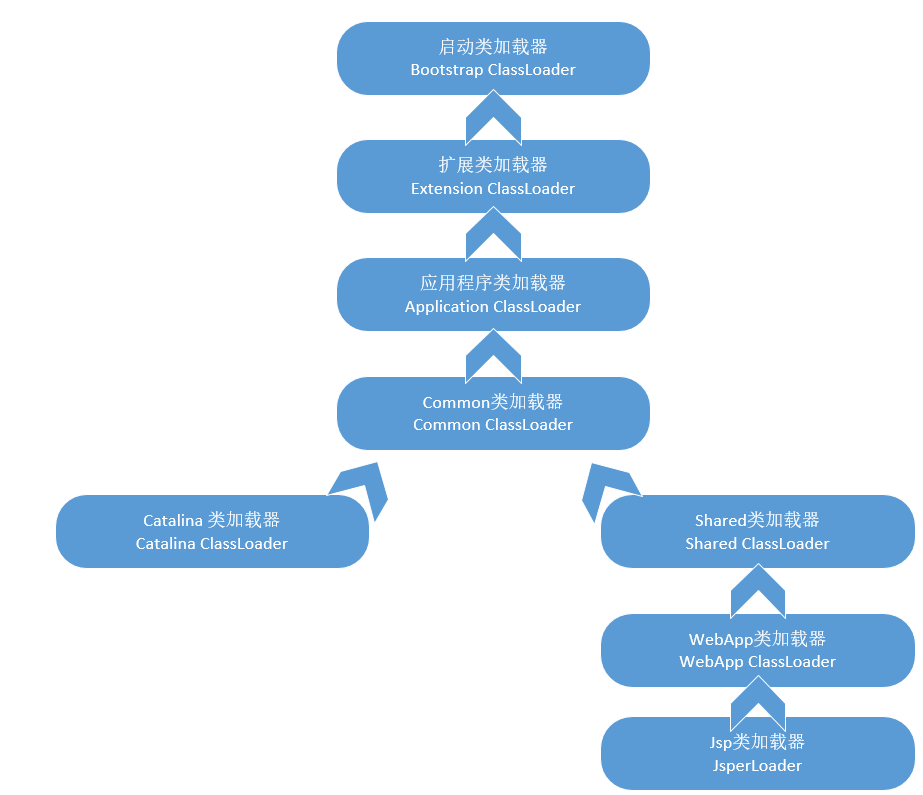 启动类加载器
Bootstrap ClassLoader
扩展类加载器
Extension ClassLoader
应用程序类加载器
Application ClassLoader
Common类加载器
Common ClassLoader
Catalina 类加载器
Catalina ClassLoader
Shared类加载器
Shared ClassLoader
WebApp类加载器
WebApp ClassLoader
Jsp类加载器
JsperLoader